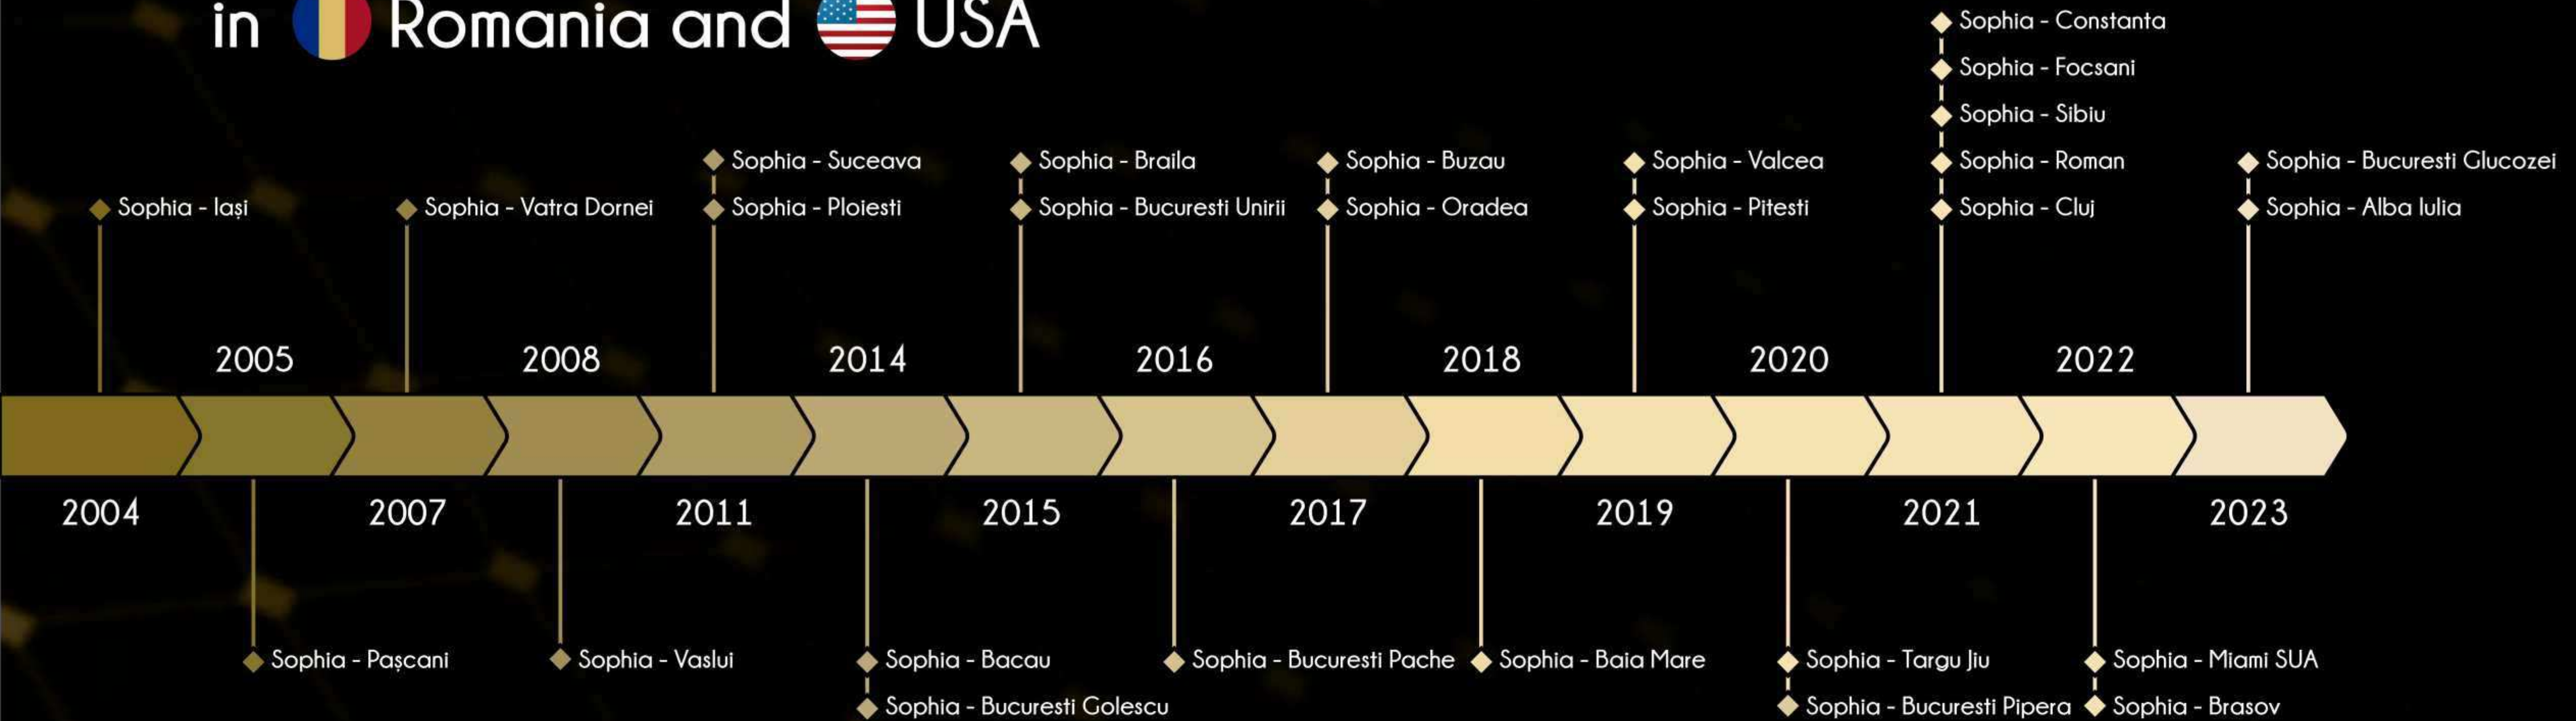 in Romania and USA
Sophia - Constanta
Sophia - Focsani
Sophia - Sibiu
Sophia - Suceava
Sophia - Braila
Sophia - Buzau
Sophia - Valcea
Sophia - Roman
Sophia - Bucuresti Glucozei
Sophia - Iași
Sophia - Vatra Dornei
Sophia - Ploiesti
Sophia - Bucuresti Unirii
Sophia - Oradea
Sophia - Pitesti
Sophia - Cluj
Sophia - Alba Iulia
2005
2008
2014
2016
2018
2020
2022
2004
2007
2011
2015
2017
2019
2021
2023
Sophia - Pașcani
Sophia - Vaslui
Sophia - Bacau
Sophia - Bucuresti Pache
Sophia - Baia Mare
Sophia - Targu Jiu
Sophia - Miami SUA
Sophia - Bucuresti Golescu
Sophia - Bucuresti Pipera
Sophia - Brasov